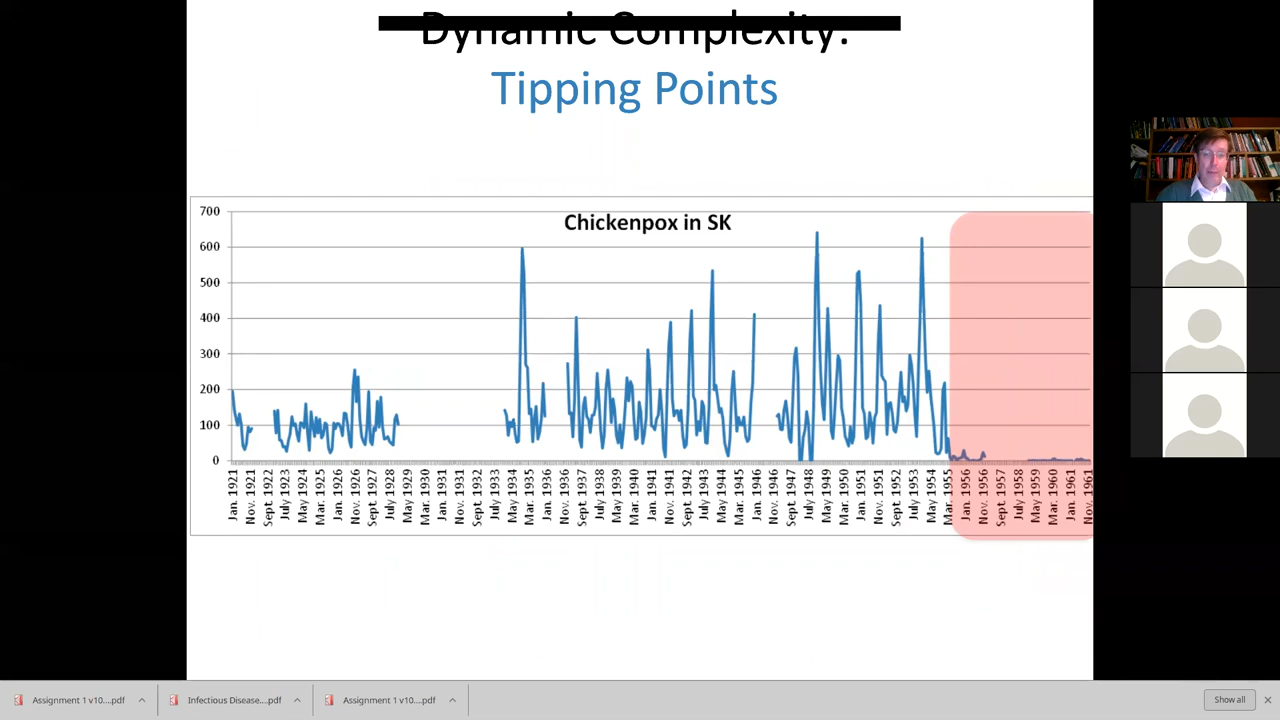 Dynamic Complexity:
Tipping Points
Chickenpox in SK
700
600
500
400
300
200
100
0
Jan. 1921
Nov. 1921
Sept. 1922
July 1923
May 1924
Mar. 1925
Jan. 1926
Nov. 1926
Sept. 1927
July 1928
May 1929
Mar. 1930
Jan. 1931
Nov. 1931
Sept. 1932
July 1933
May 1934
Mar. 1935
Jan. 1936
Nov. 1936
Sept. 1937
July 1938
May 1939
Mar. 1940
Jan. 1941
Nov. 1941
Sept. 1942
July 1943
May 1944
Mar. 1945
Jan. 1946
Nov. 1946
Sept. 1947
July 1948
May 1949
Mar. 1950
Jan. 1951
Nov. 1951
Sept. 1952
July 1953
May 1954
Mar. 1955
Jan. 1956
Nov. 1956
Sept. 1957
July 1958
May 1959
Mar. 1960
Jan. 1961
Nov. 1961
Assignment 1 v10....pdf
Infectious Disease....pdf
Assignment 1 v10....pdf
Show all